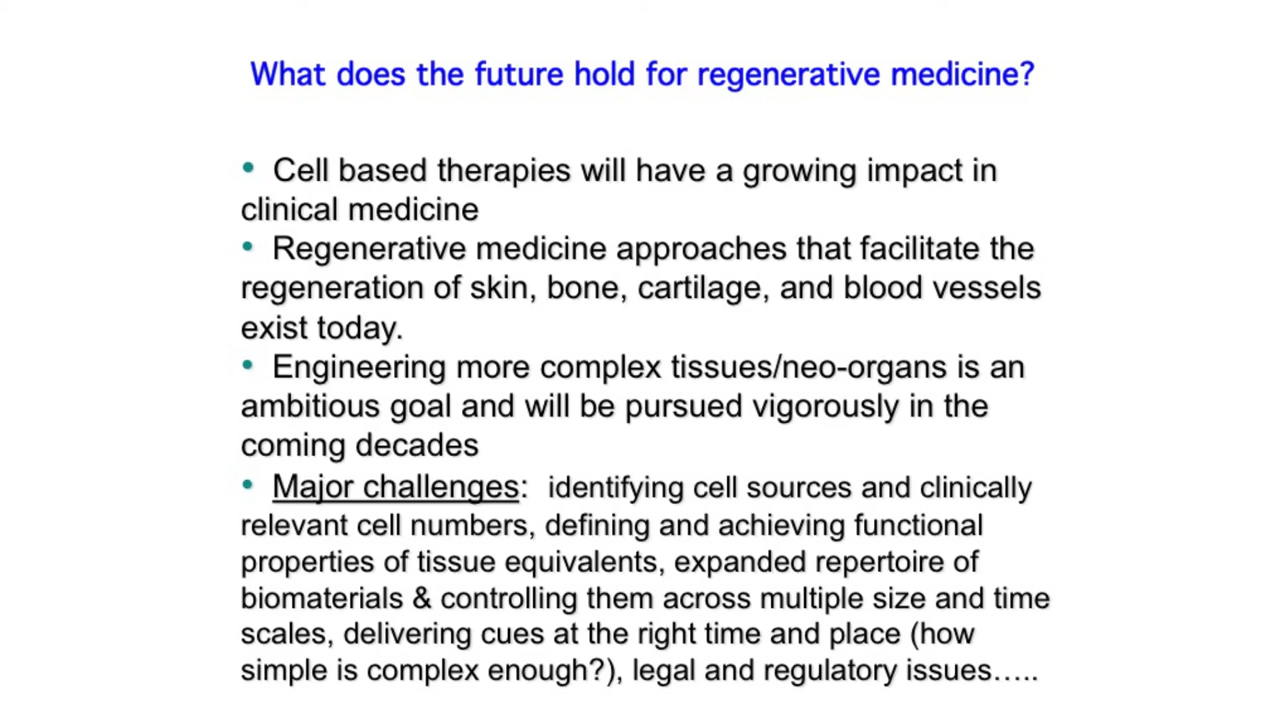 What does the future hold for regenerative medicine?
• Cell based therapies will have a growing impact in
clinical medicine
• Regenerative medicine approaches that facilitate the
regeneration of skin, bone, cartilage, and blood vessels
exist today.
• Engineering more complex tissues/neo-organs is an
ambitious goal and will be pursued vigorously in the
coming decades
• Major challenges: identifying cell sources and clinically
relevant cell numbers, defining and achieving functional
properties of tissue equivalents, expanded repertoire of
biomaterials & controlling them across multiple size and time
scales, delivering cues at the right time and place (how
simple is complex enough?), legal and regulatory issues.....